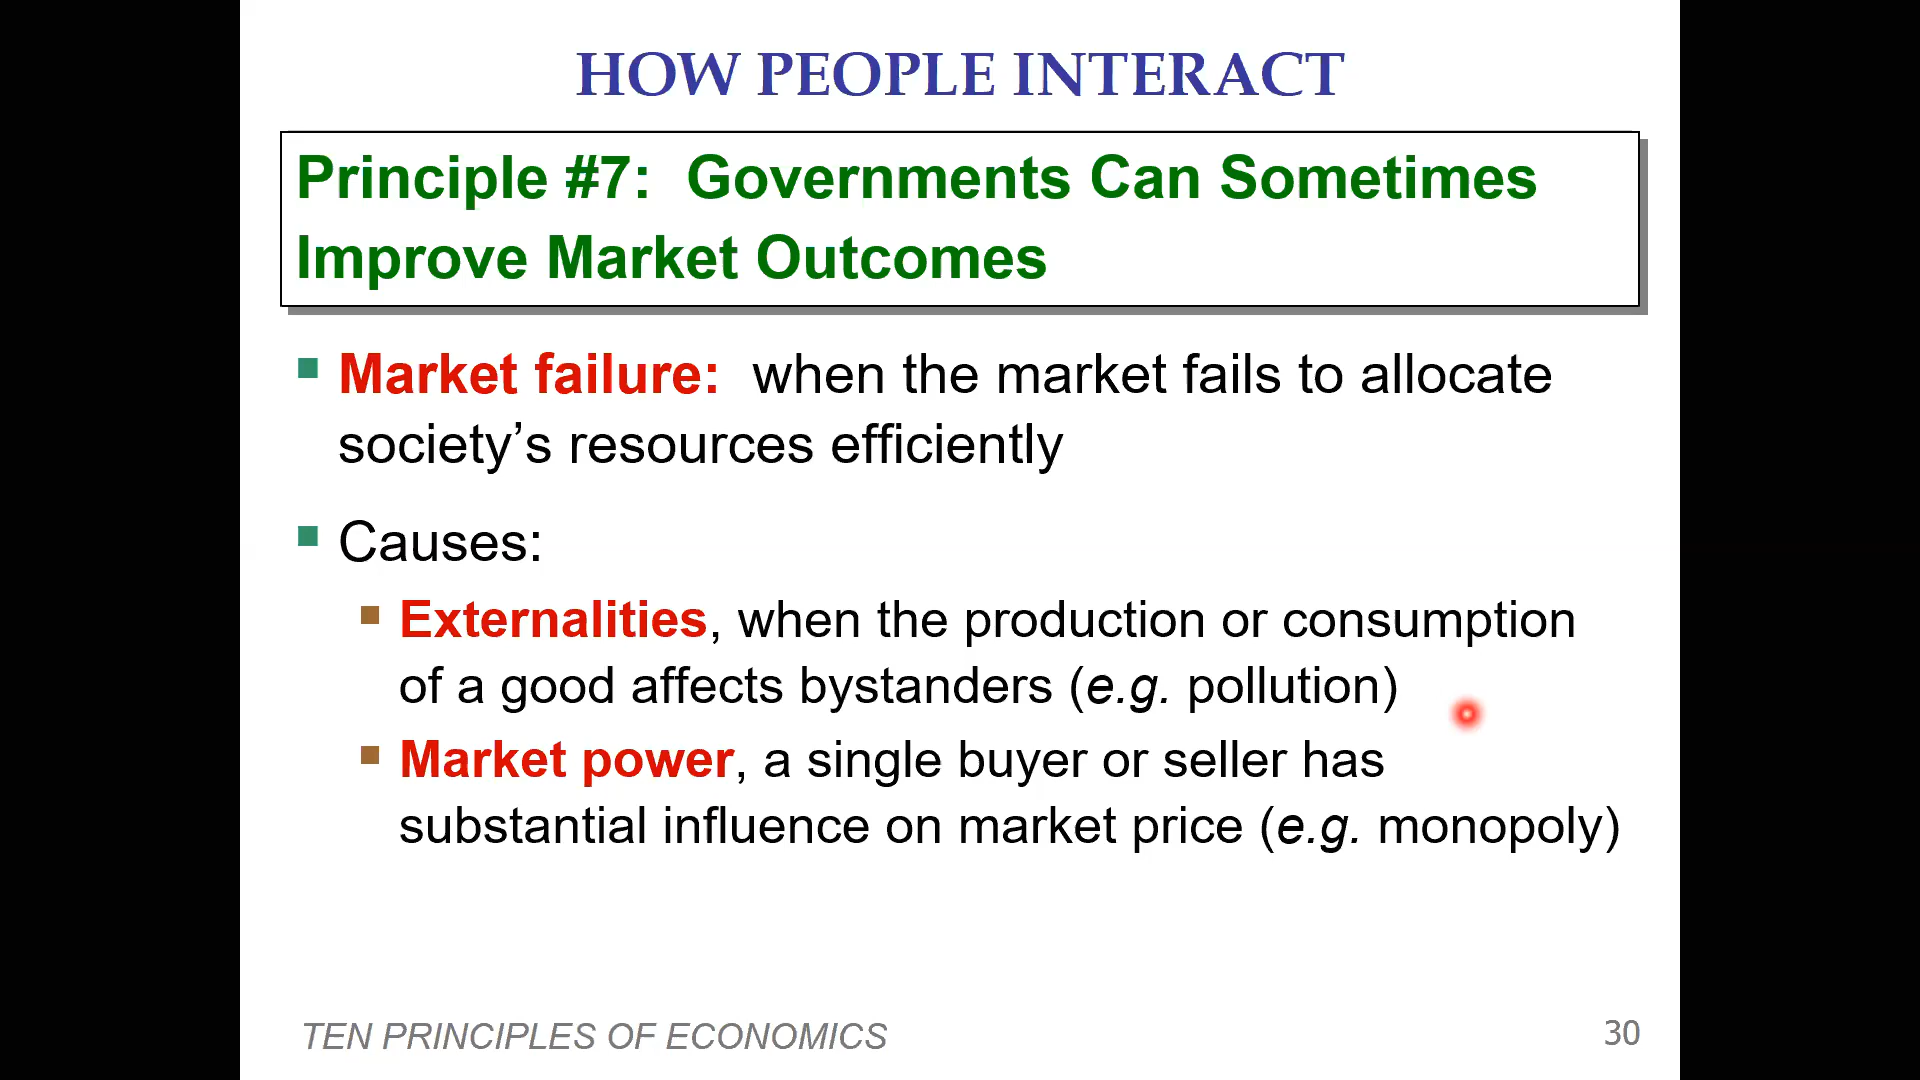 HOW PEOPLE INTERACT
Principle #7:  Governments Can Sometimes
Improve Market Outcomes
Market failure:  when the market fails to allocate
society’s resources efficiently
Causes:
Externalities, when the production or consumption
of a good affects bystanders (e.g. pollution)
Market power, a single buyer or seller has
substantial influence on market price (e.g. monopoly)
TEN PRINCIPLES OF ECONOMICS
30